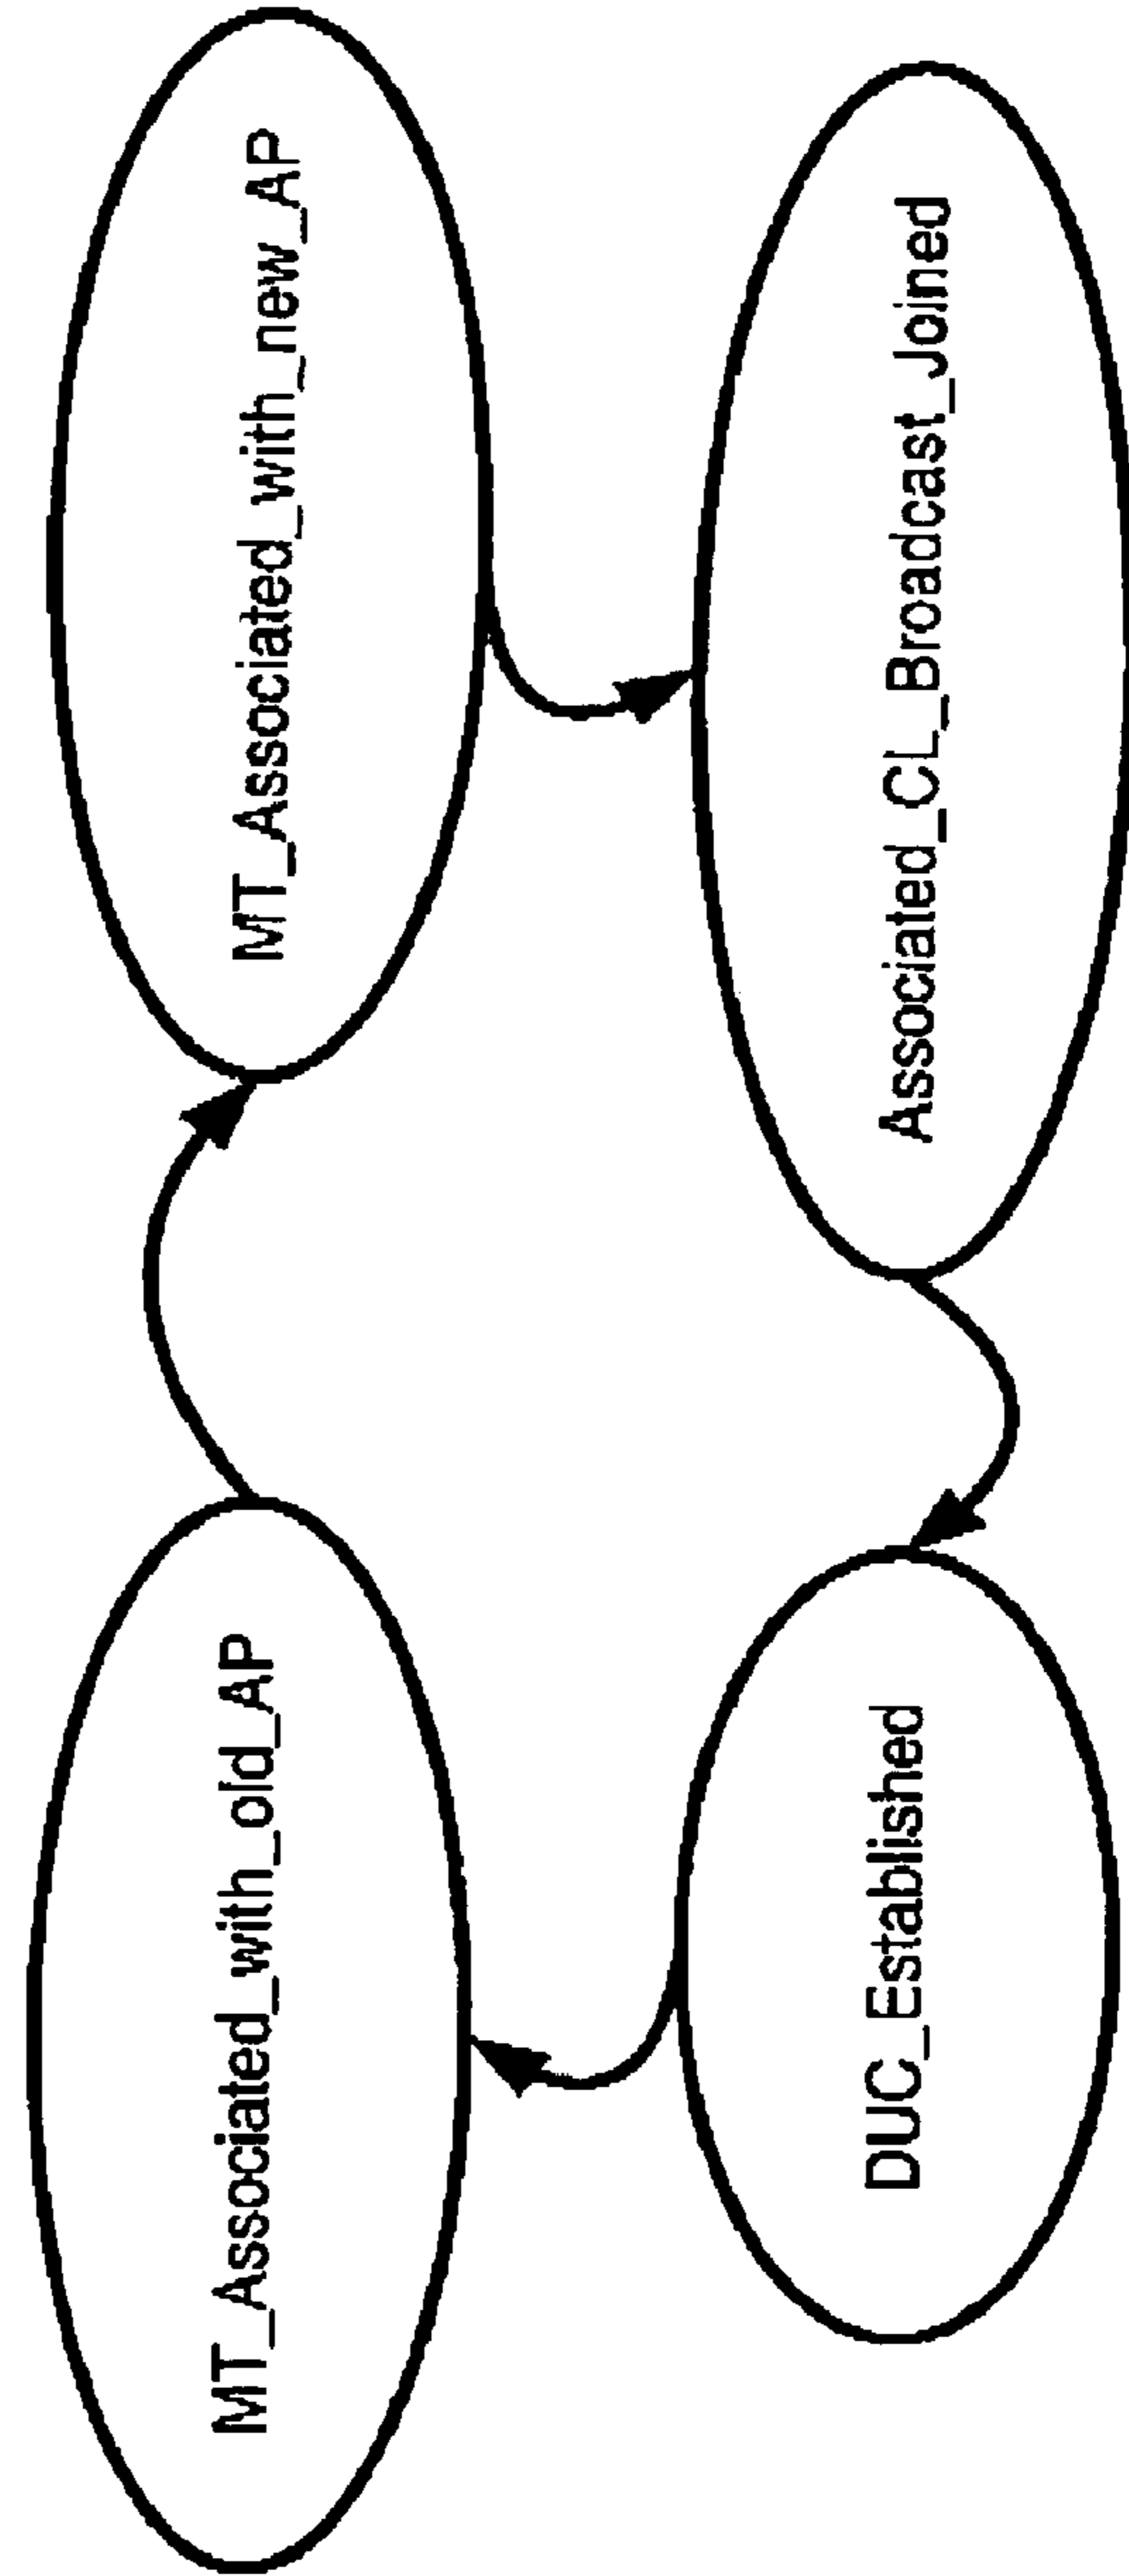 MT_Associated_with_old_AP
MT_Associated_with_new_AP
DUC_Established
Associated_CL_Broadcast_Joined